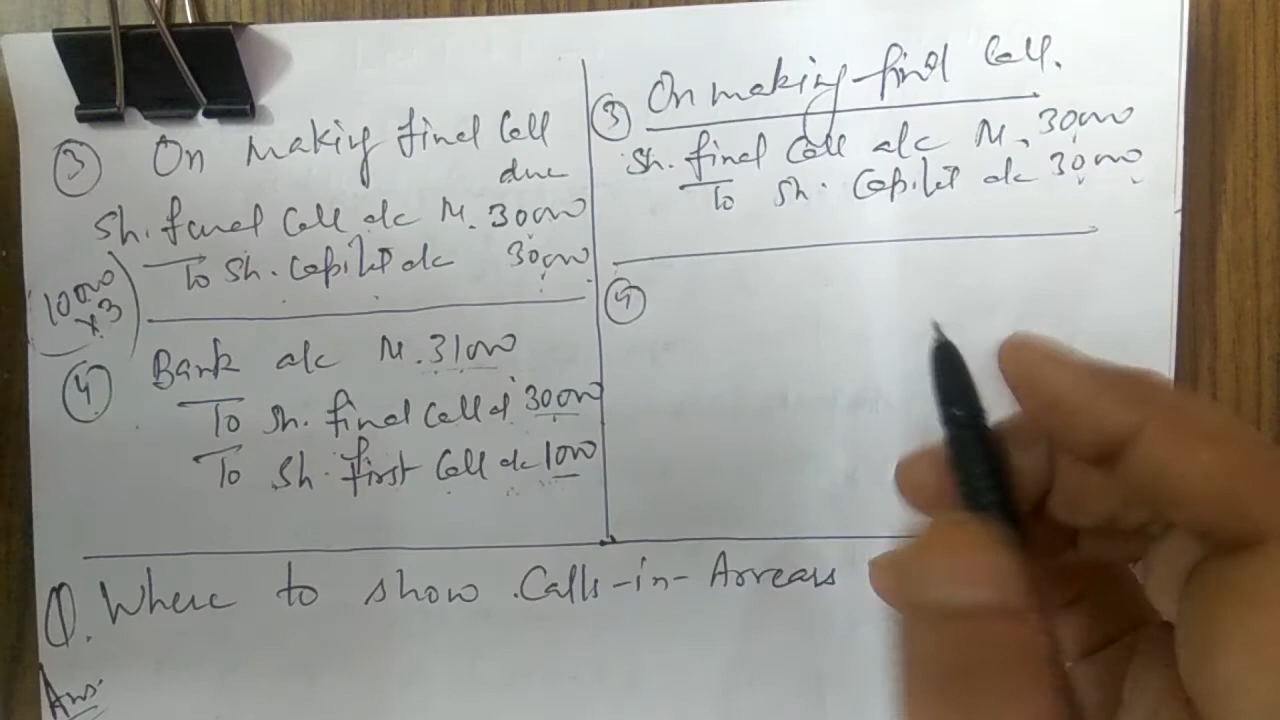 ③ On making final Call
due
Sh. final Call a/c Dr. 30000
To Sh. Capital a/c 30000
10000
x 3
④ Bank a/c Dr. 31000
To Sh. final Call a/c 30000
To Sh. first Call a/c 1000
③ On making final Call.
Sh. final Call a/c Dr. 30000
To Sh. Capital a/c 30000
④
Q. Where to show Calls-in-Arrears
Ans.